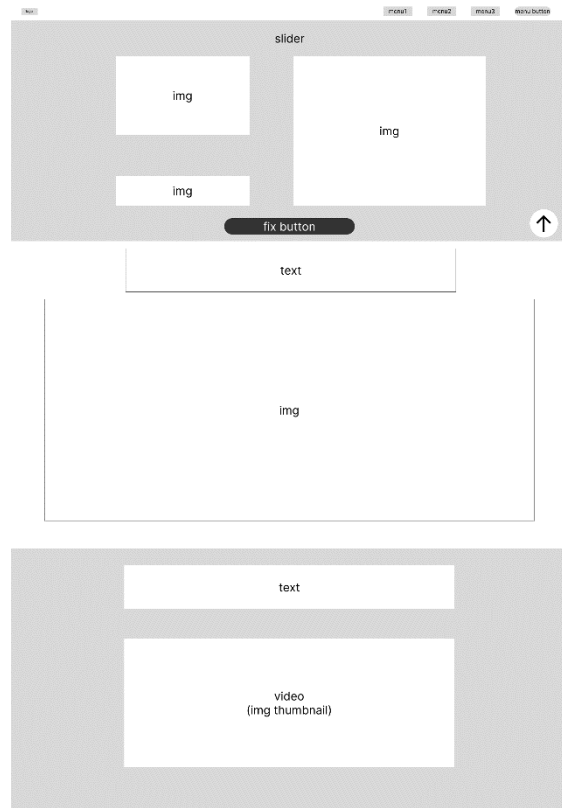 menu1
menu2
menu3
menu button
slider
img
img
img
fix button
text
img
text
video
(img thumbnail)